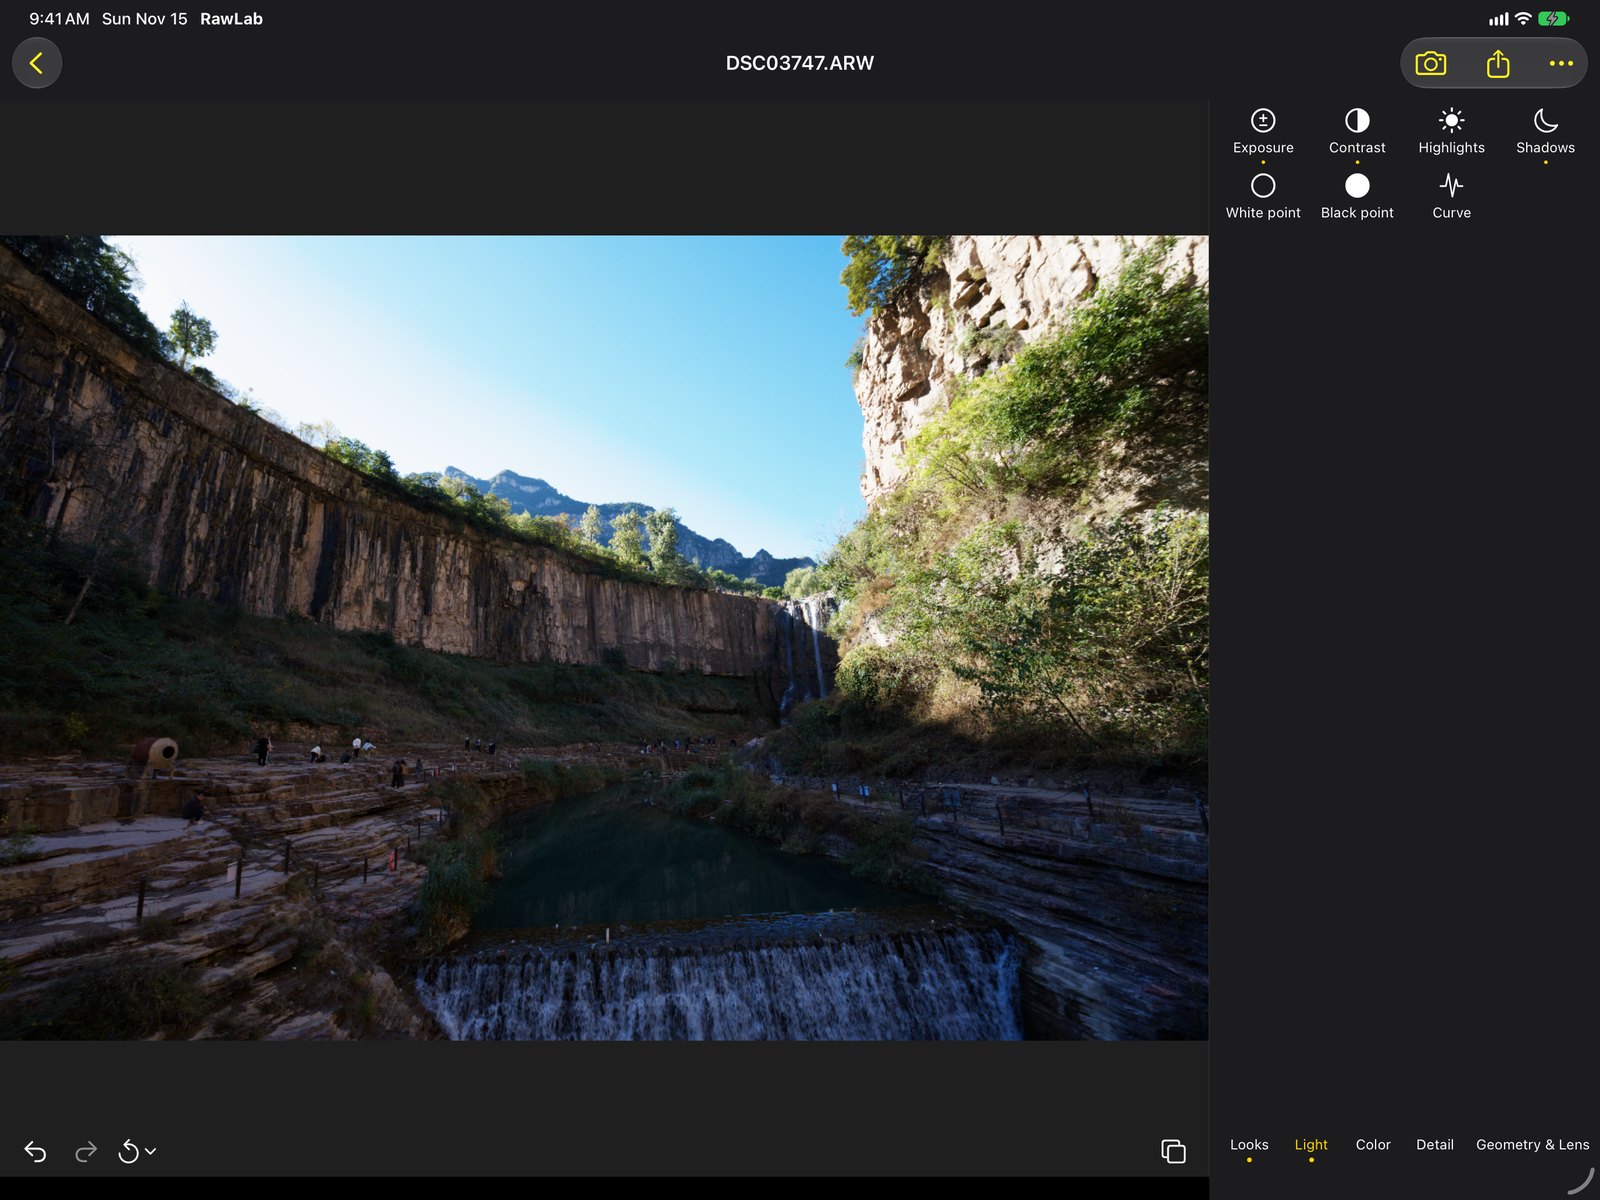 9:41 AM Sun Nov 15 RawLab
DSC03747.ARW
Exposure Contrast Highlights Shadows
White point Black point Curve
Looks Light Color Detail Geometry & Lens